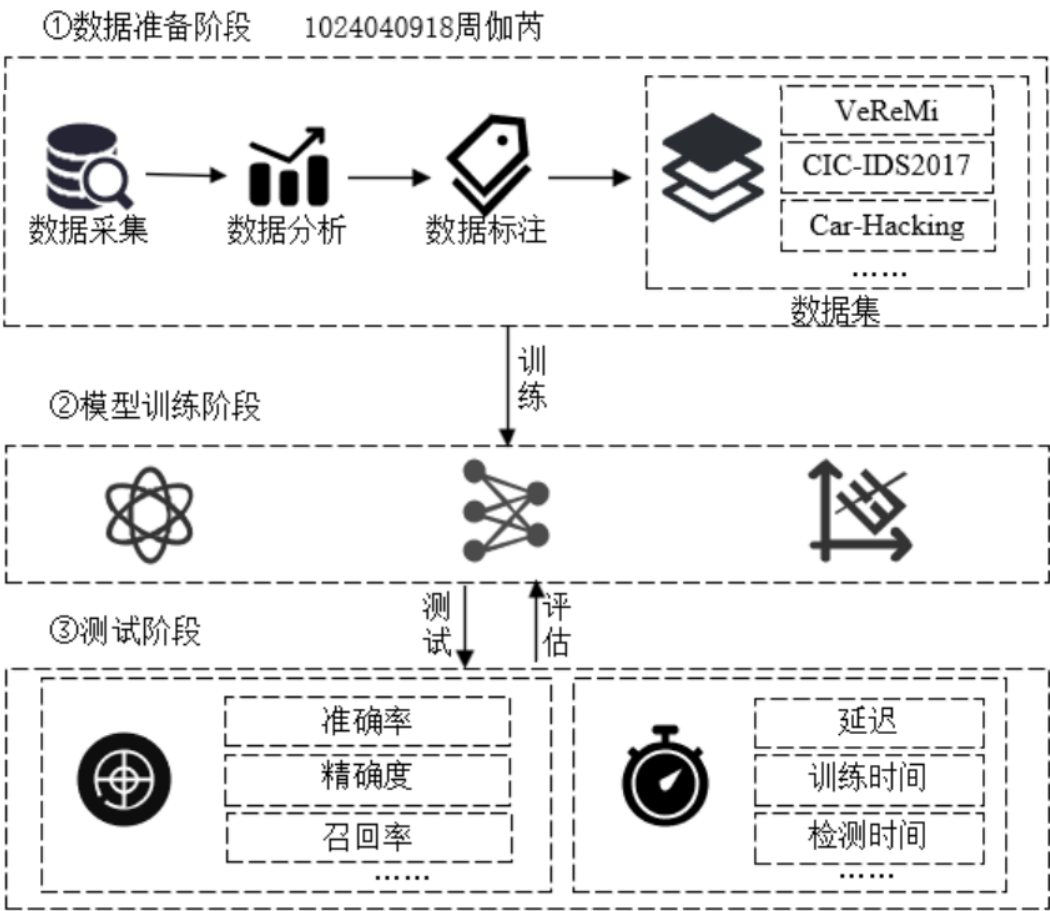 ①数据准备阶段 1024040918周伽芮
VeReMi
CIC-IDS2017
Car-Hacking
……
数据采集
数据分析
数据标注
数据集
训练
②模型训练阶段
测试
评估
③测试阶段
准确率
精确度
召回率
……
延迟
训练时间
检测时间
……